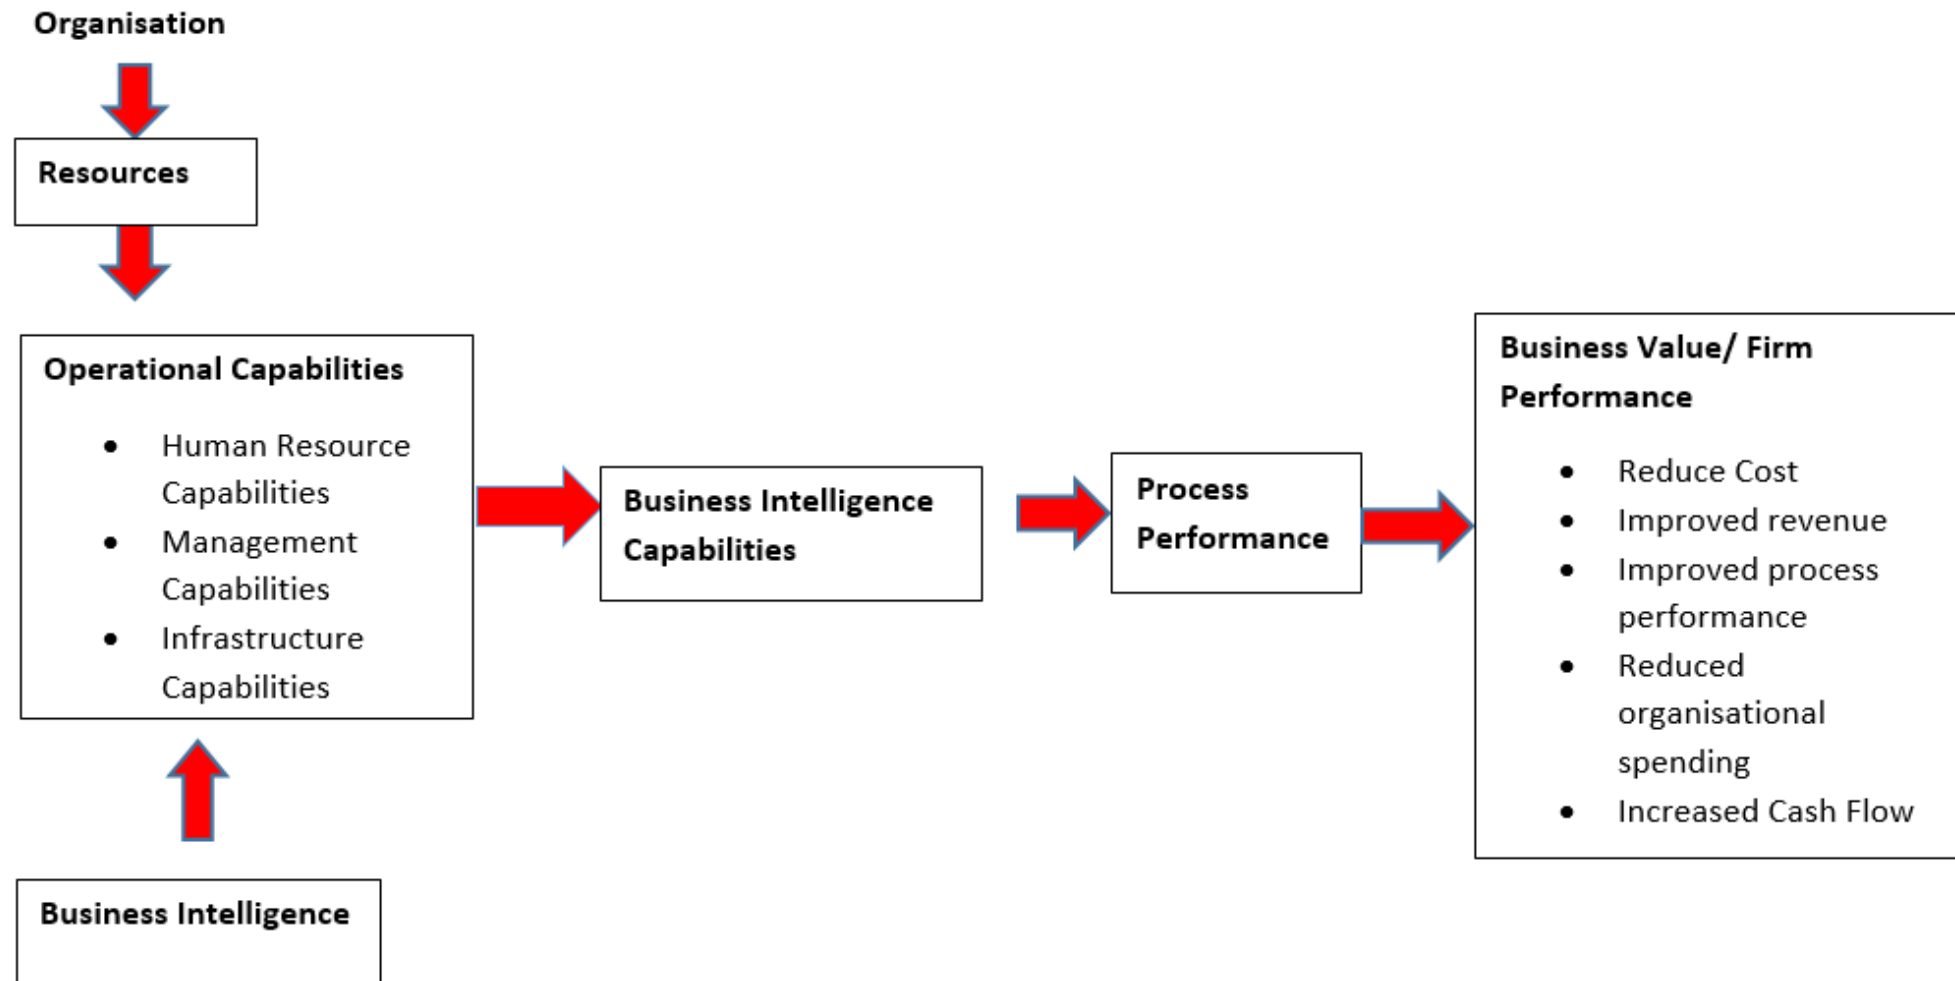 Organisation
Resources
Operational Capabilities
• Human Resource
Capabilities
• Management
Capabilities
• Infrastructure
Capabilities
Business Intelligence
Business Intelligence
Capabilities
Process
Performance
Business Value/ Firm
Performance
• Reduce Cost
• Improved revenue
• Improved process
performance
• Reduced
organisational
spending
• Increased Cash Flow